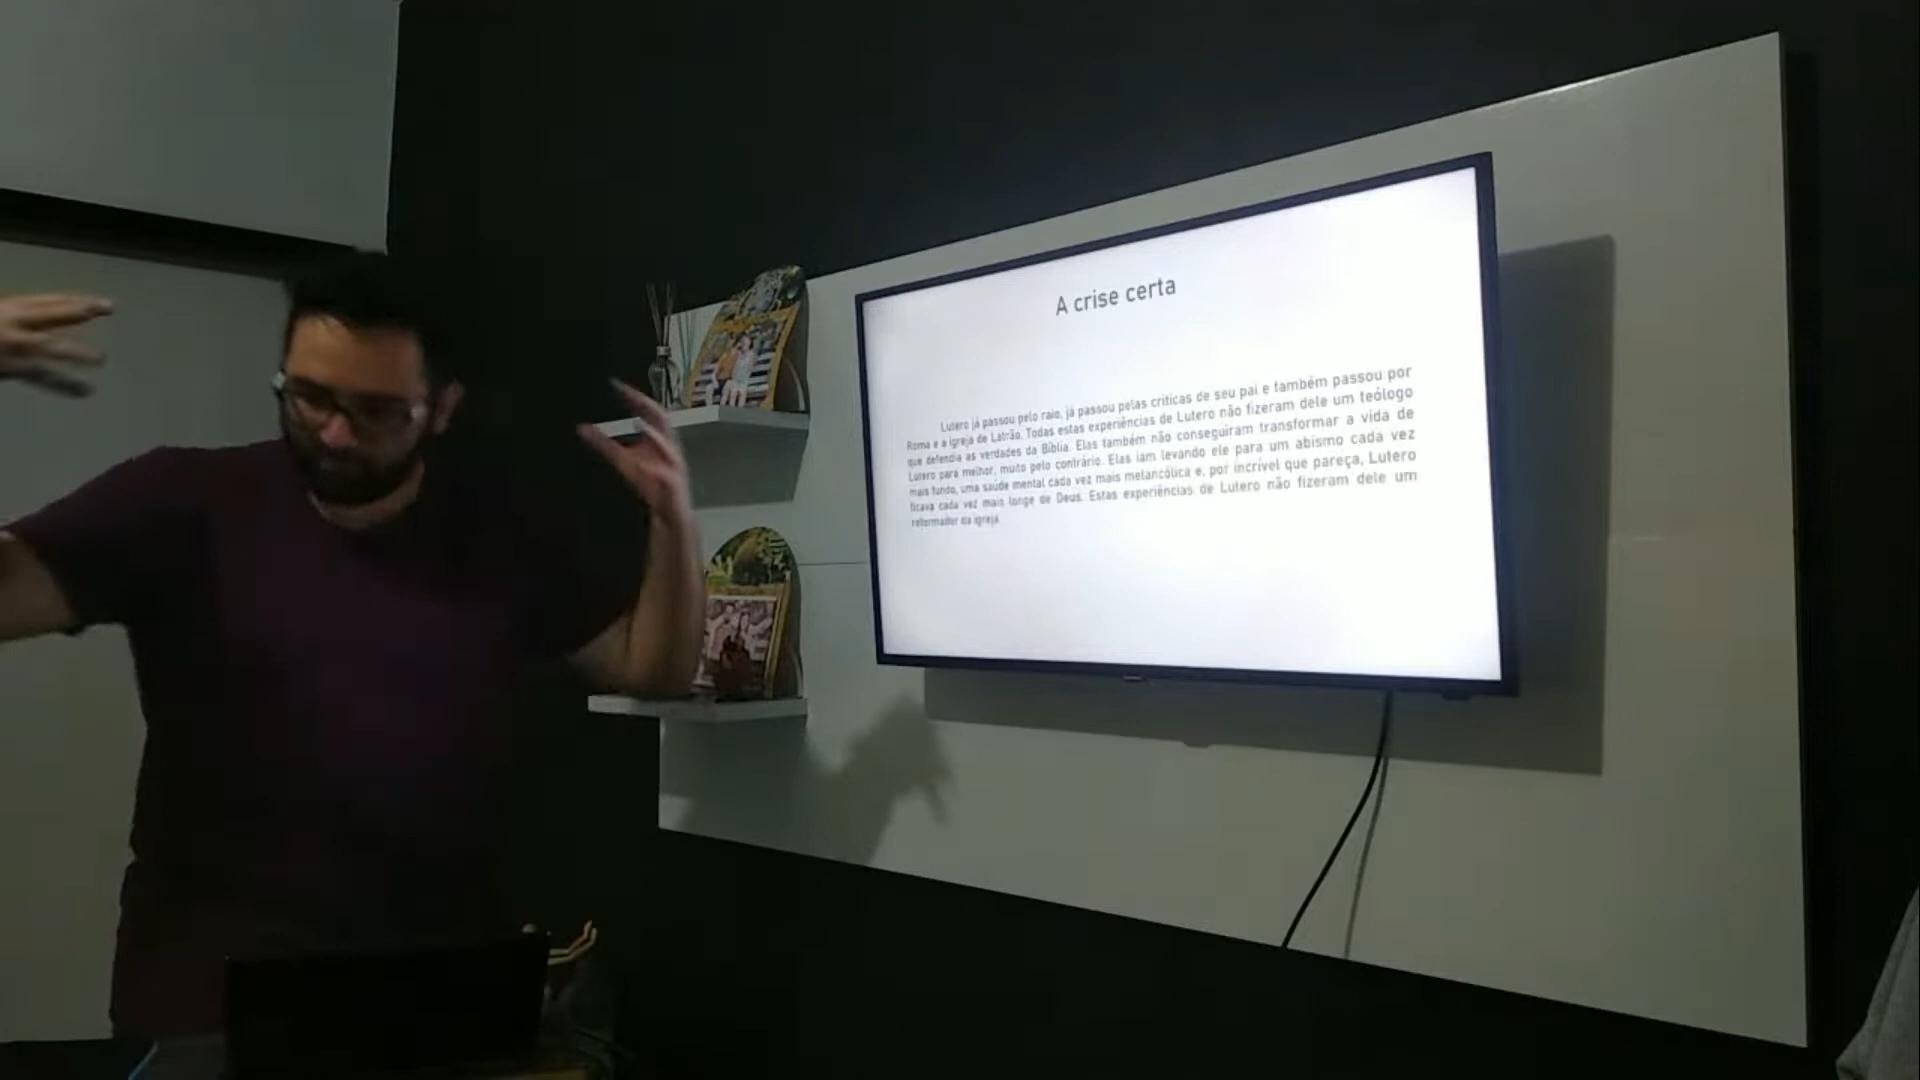 A crise certa
Lutero já passou pelo raio, já passou pelas críticas de seu pai e também passou por
Roma e a igreja de Latrão. Todas estas experiências de Lutero não fizeram dele um teólogo
que defendia as verdades da Bíblia. Elas também não conseguiram transformar a vida de
Lutero para melhor, muito pelo contrário. Elas iam levando ele para um abismo cada vez
mais fundo, uma saúde mental cada vez mais melancólica e, por incrível que pareça, Lutero
ficava cada vez mais longe de Deus. Estas experiências de Lutero não fizeram dele um
reformador da igreja